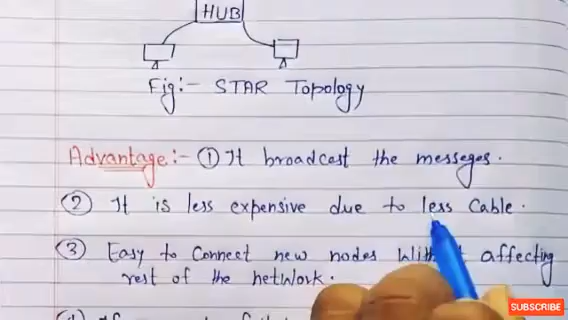 HUB
Fig:- STAR Topology
Advantage:- ① It broadcast the messeges.
② It is less expensive due to less Cable.
③ Easy to Connect new nodes affecting
rest of the network.
SUBSCRIBE